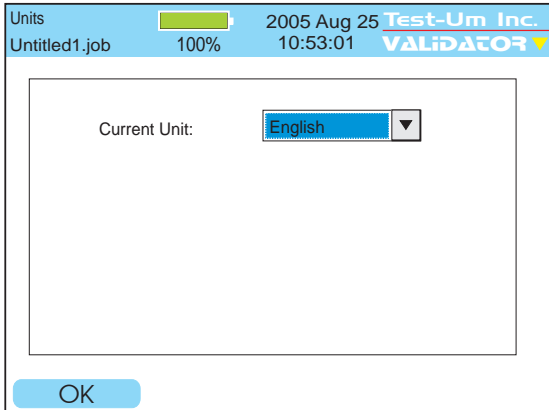 Units
2005 Aug 25 Test-Um Inc.
Untitled1.job 100% 10:53:01 VALiDATOR
Current Unit: English
OK